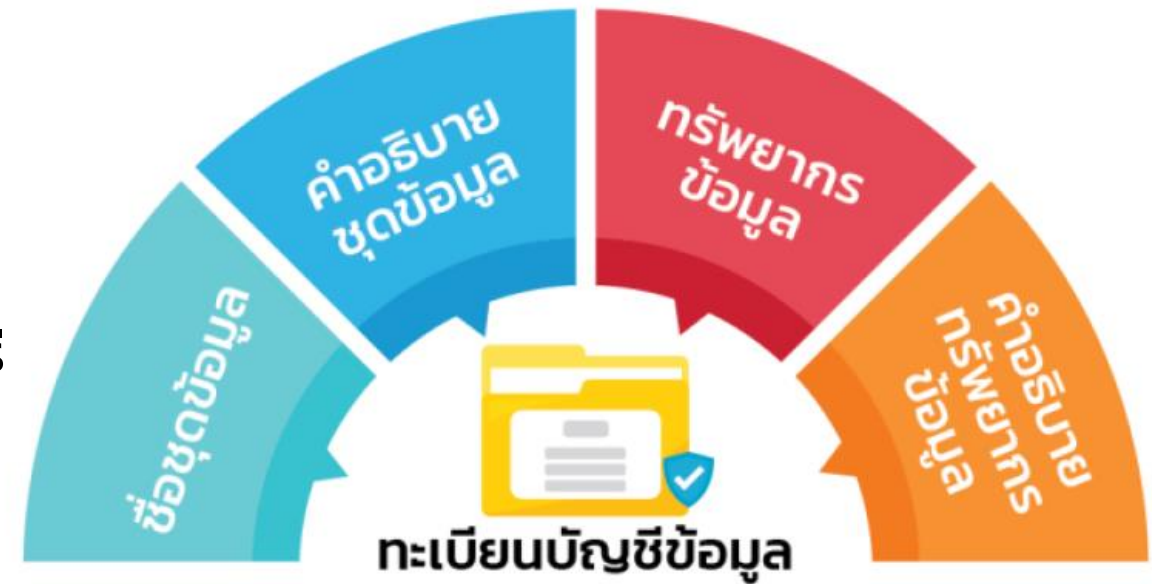 ชื่อชุดข้อมูล
คำอธิบาย
ชุดข้อมูล
ทรัพยากร
ข้อมูล
คำอธิบาย
ทรัพยากร
ข้อมูล
ทะเบียนบัญชีข้อมูล